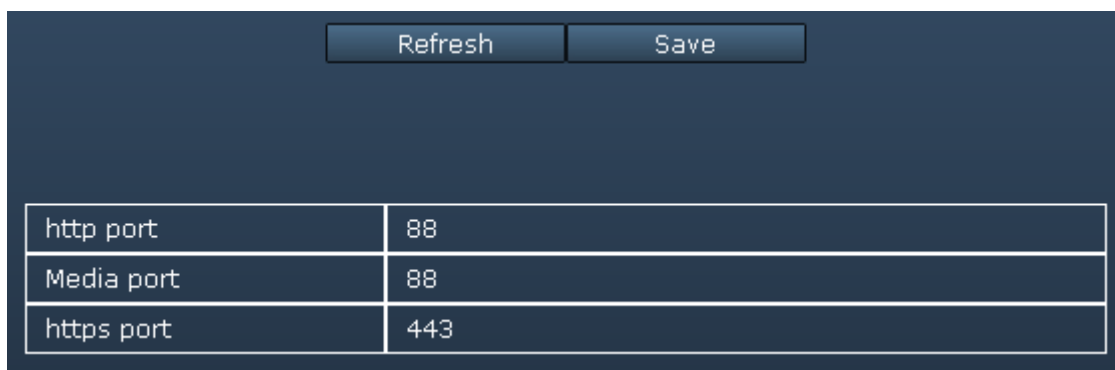 Refresh Save
http port 88
Media port 88
https port 443